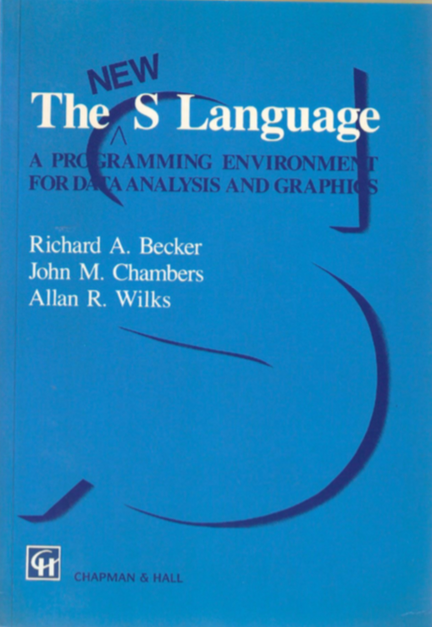 NEW
The ^ S Language
A PROGRAMMING ENVIRONMENT
FOR DATA ANALYSIS AND GRAPHICS
Richard A. Becker
John M. Chambers
Allan R. Wilks
CH
CHAPMAN & HALL